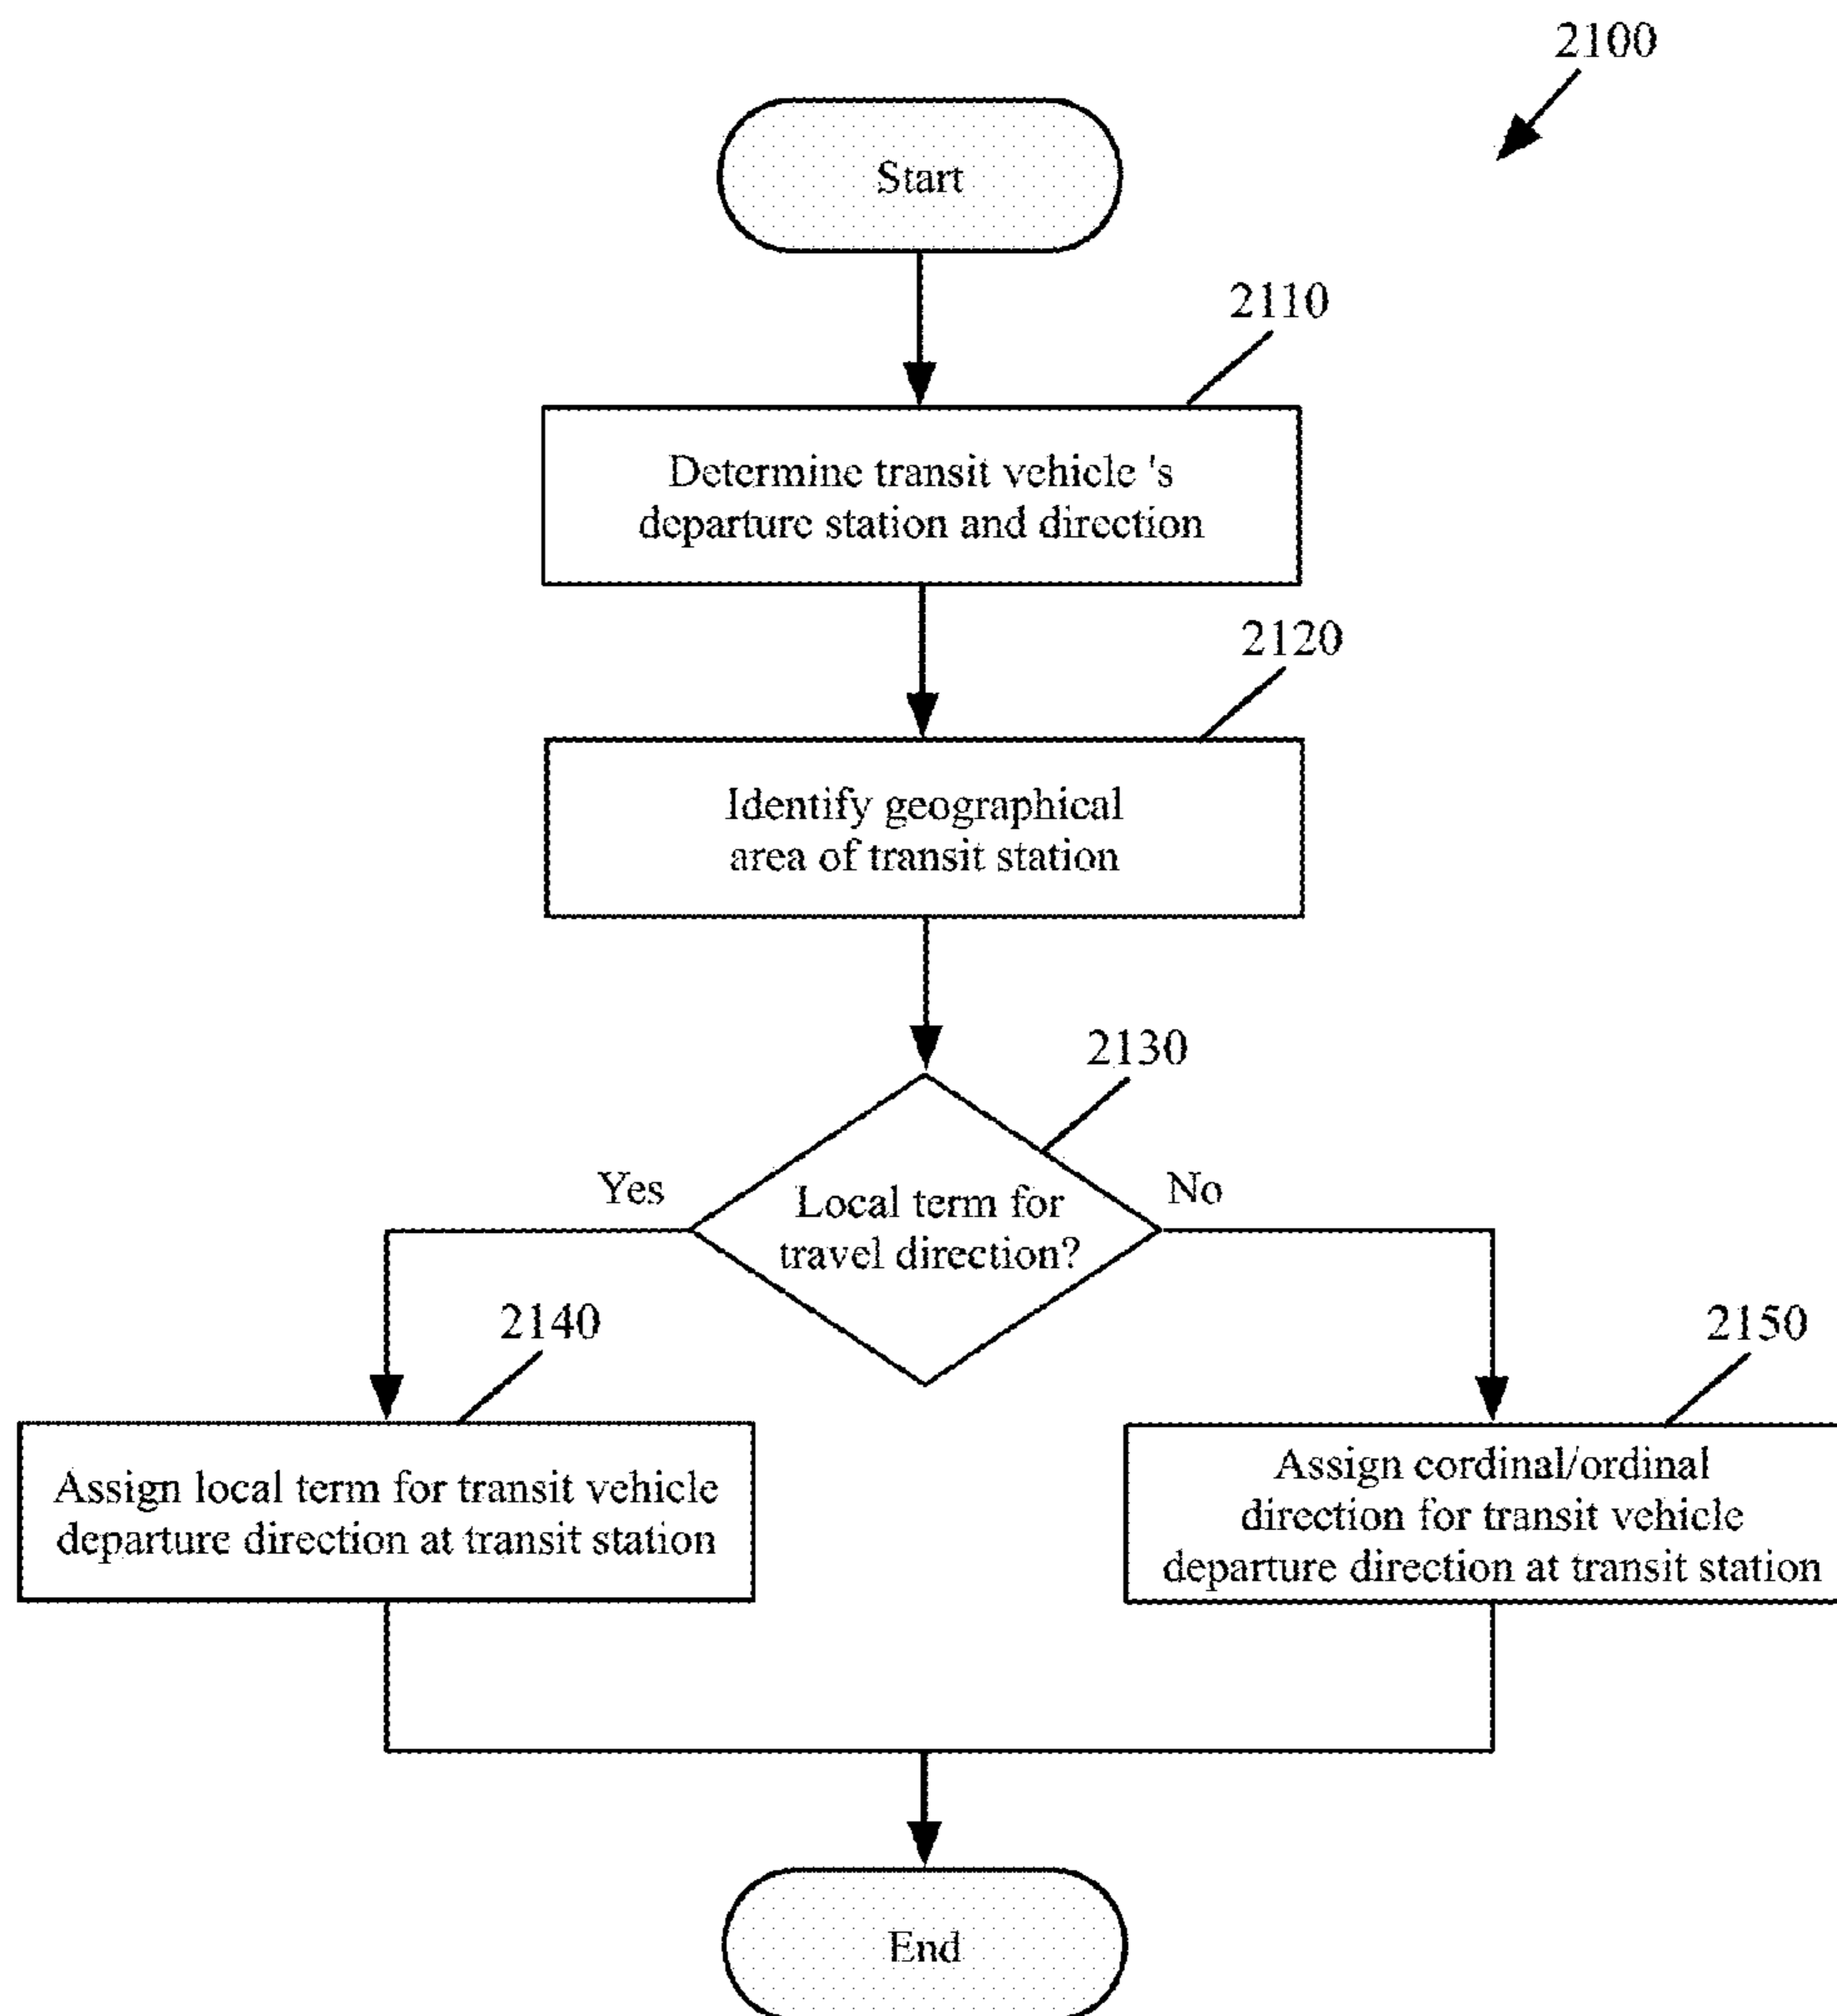 2100
Start
2110
Determine transit vehicle 's
departure station and direction
2120
Identify geographical
area of transit station
2130
Yes
No
Local term for
travel direction?
2140
2150
Assign local term for transit vehicle
departure direction at transit station
Assign cordinal/ordinal
direction for transit vehicle
departure direction at transit station
End